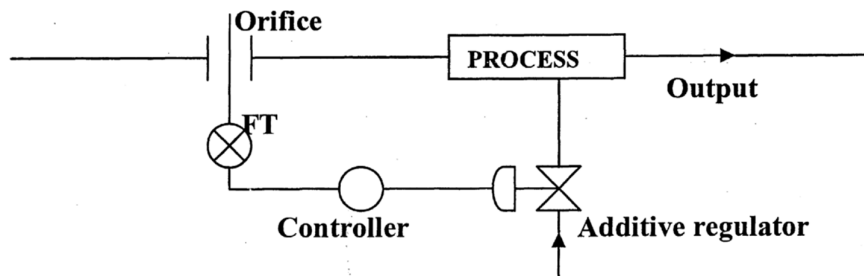 Orifice
PROCESS
Output
FT
Controller
Additive regulator